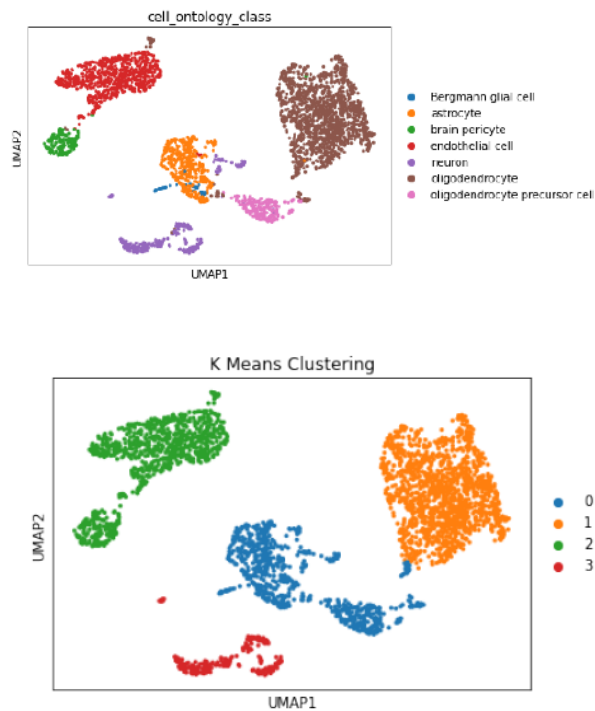 cell_ontology_class
UMAP2
Bergmann glial cell
astrocyte
brain pericyte
endothelial cell
neuron
oligodendrocyte
oligodendrocyte precursor cell
UMAP1
K Means Clustering
UMAP2
0
1
2
3
UMAP1